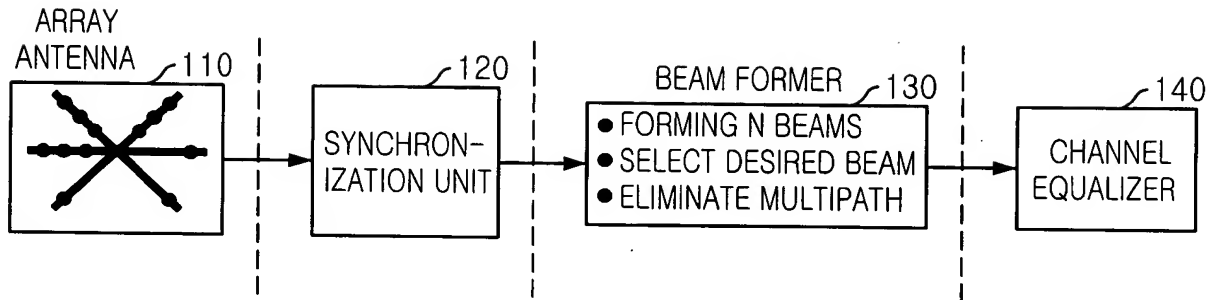 ARRAY
ANTENNA
110
120
SYNCHRON-
IZATION UNIT
BEAM FORMER
130
● FORMING N BEAMS
● SELECT DESIRED BEAM
● ELIMINATE MULTIPATH
140
CHANNEL
EQUALIZER